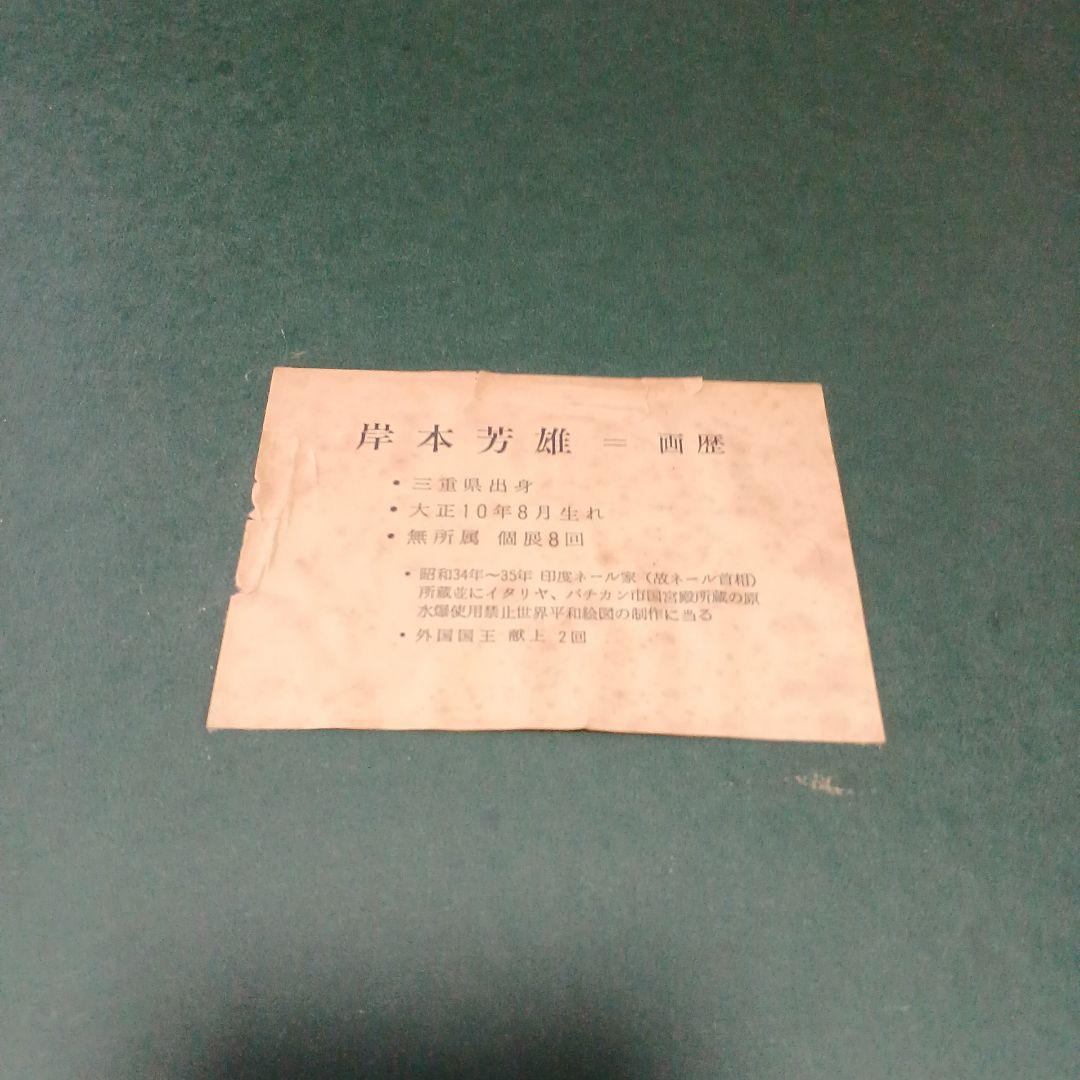 岸本芳雄 = 画歴
• 三重県出身
• 大正10年8月生れ
• 無所属 個展8回
• 昭和34年〜35年 印度ネール家（故ネール首相）
所蔵並にイタリヤ、バチカン市国宮殿所蔵の原
水爆使用禁止世界平和絵図の制作に当る
• 外国国王 献上 2回